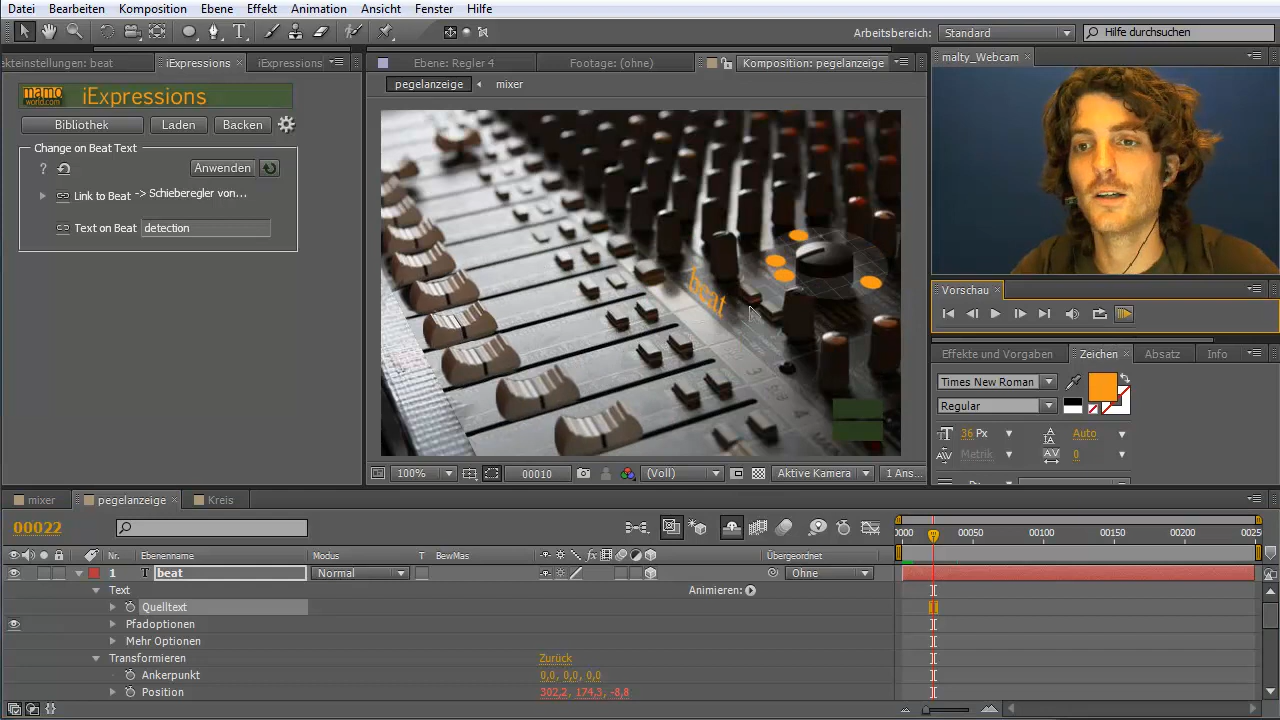 Datei Bearbeiten Komposition Ebene Effekt Animation Ansicht Fenster Hilfe
Arbeitsbereich: Standard Hilfe durchsuchen
ekteinstellungen: beat iExpressions iExpressions
Ebene: Regler 4 Footage: (ohne) Komposition: pegelanzeige
malty_Webcam
pegelanzeige mixer
mamo
world.com
iExpressions
Bibliothek Laden Backen
Change on Beat Text
? Anwenden
Link to Beat -> Schieberegler von...
Text on Beat detection
beat
3
4
Vorschau
Effekte und Vorgaben Zeichen Absatz Info
Times New Roman
Regular
36 Px Auto
Metrik 0
100% 00010 (Voll) Aktive Kamera 1 Ans...
mixer pegelanzeige Kreis
00022
0000 00050 00100 00150 00200 0025
Nr. Ebenenname Modus T BewMas fx Übergeordnet
1 T beat Normal Ohne
Text Animieren:
Quelltext
Pfadoptionen
Mehr Optionen
Transformieren Zurück
Ankerpunkt 0,0, 0,0, 0,0
Position 302,2, 174,3, -8,8